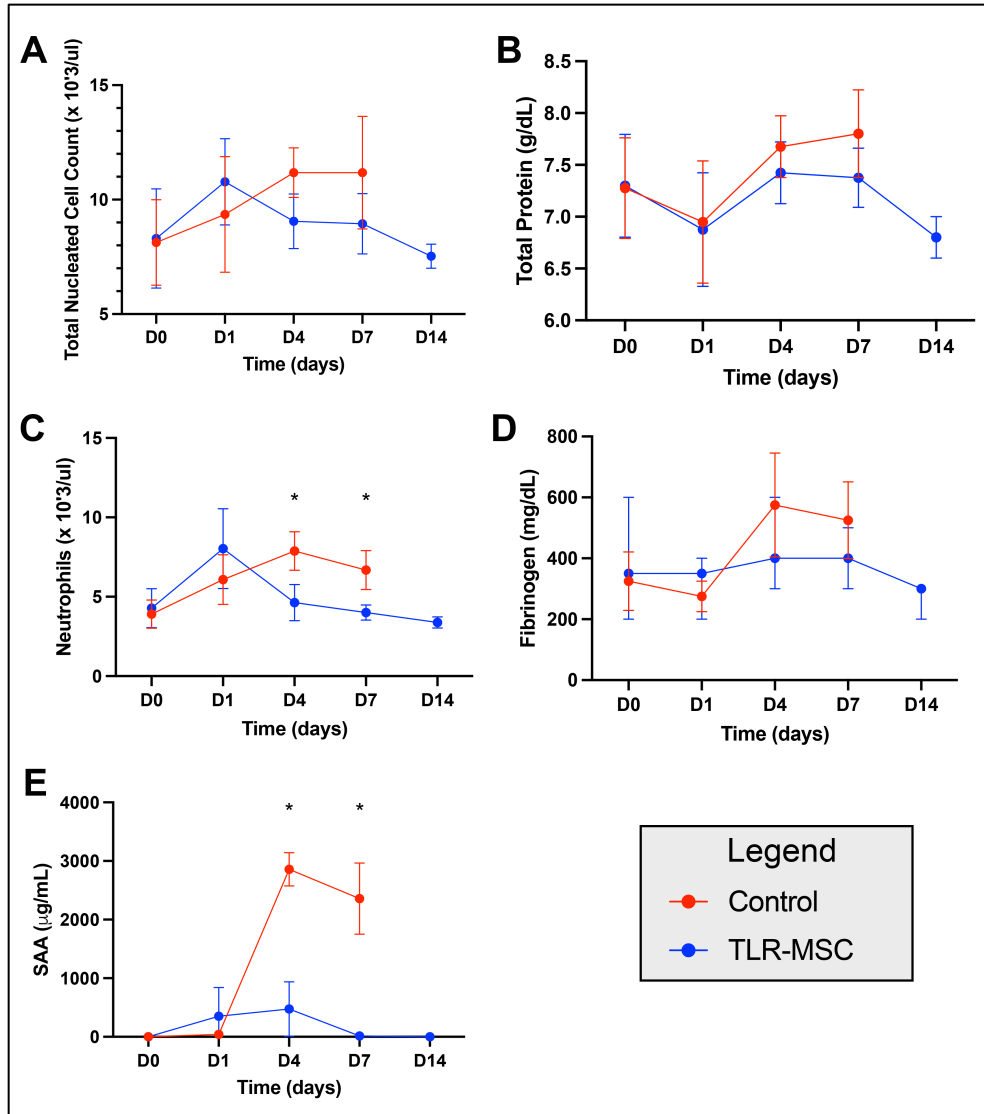 A
Total Nucleated Cell Count (x 10'3/ul)
15
10
5
D0 D1 D4 D7 D14
Time (days)
B
Total Protein (g/dL)
8.5
8.0
7.5
7.0
6.5
6.0
D0 D1 D4 D7 D14
Time (days)
C
Neutrophils (x 10'3/ul)
15
10
5
0
* *
D0 D1 D4 D7 D14
Time (days)
D
Fibrinogen (mg/dL)
800
600
400
200
0
D0 D1 D4 D7 D14
Time (days)
E
SAA (μg/mL)
4000
3000
2000
1000
0
* *
D0 D1 D4 D7 D14
Time (days)
Legend
Control
TLR-MSC